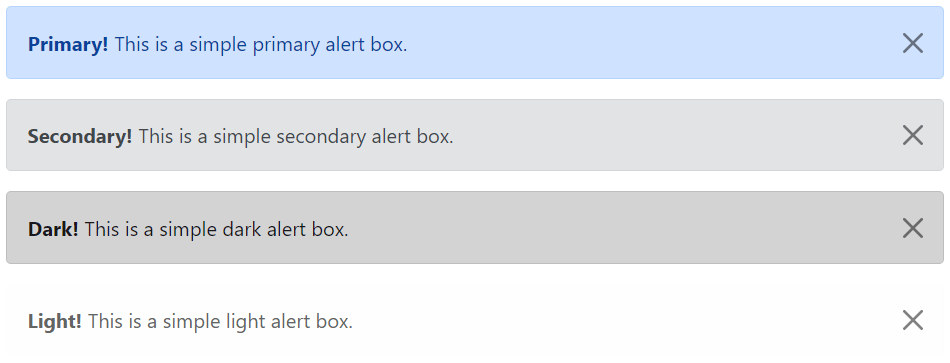 Primary! This is a simple primary alert box.
Secondary! This is a simple secondary alert box.
Dark! This is a simple dark alert box.
Light! This is a simple light alert box.